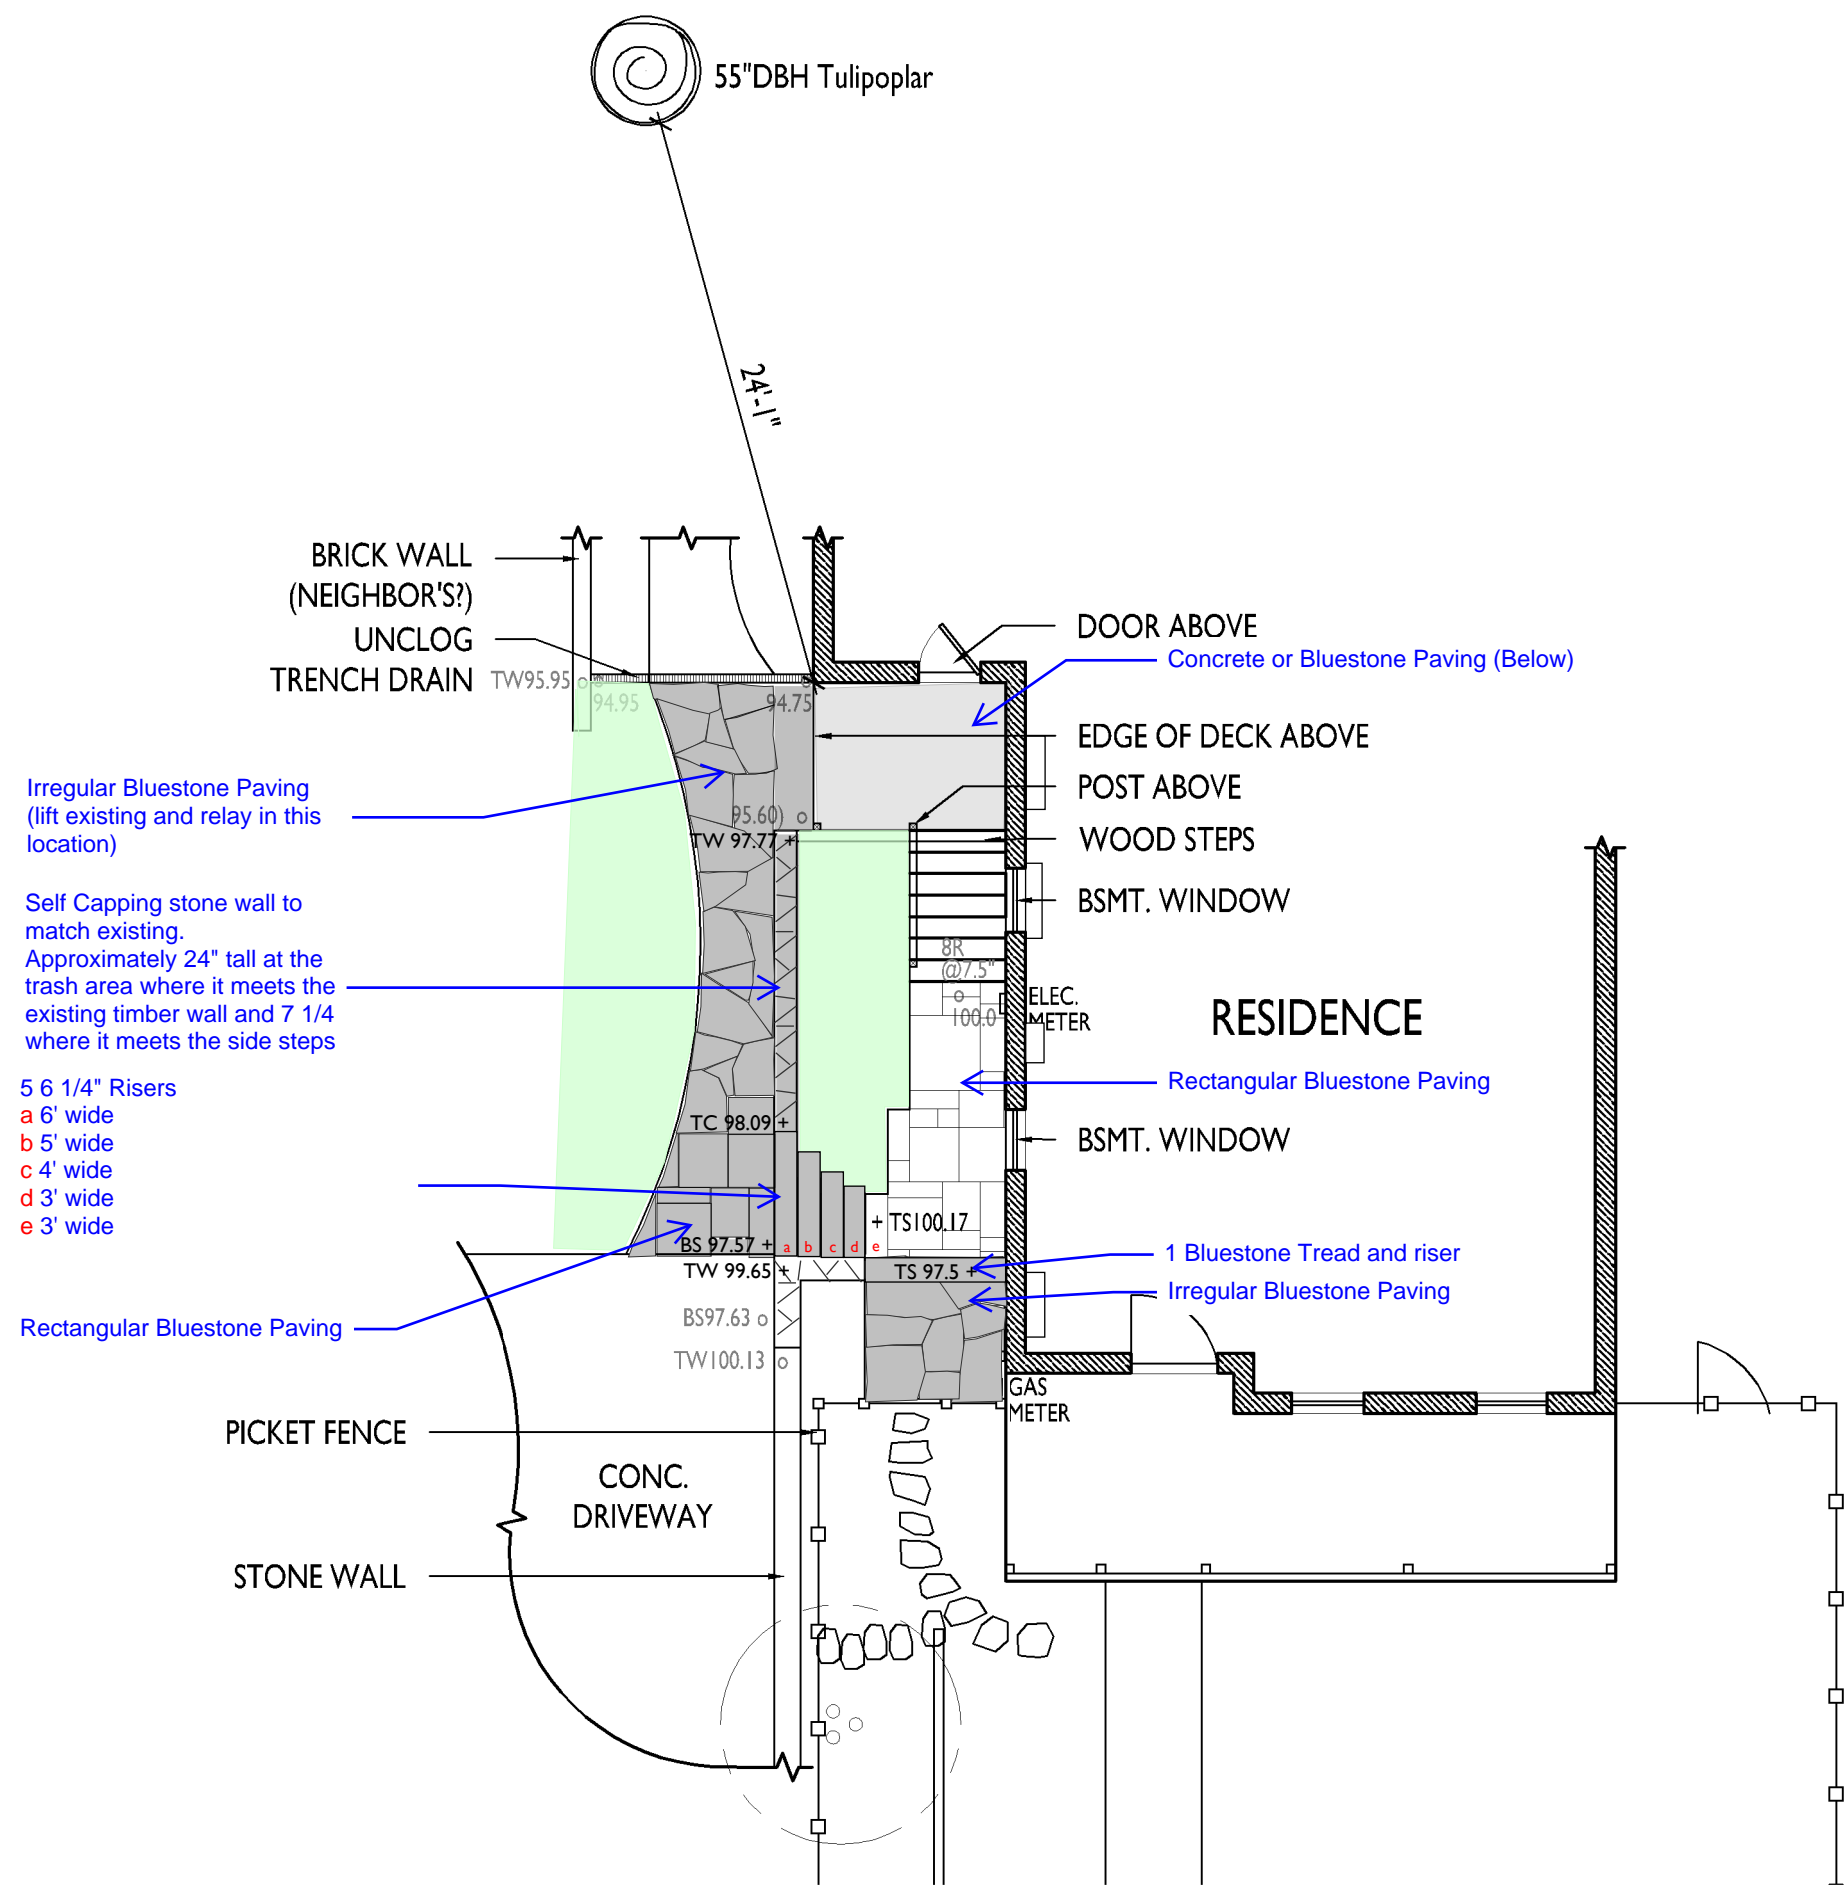 55"DBH Tulipoplar
24'-1"
BRICK WALL
(NEIGHBOR'S?)
UNCLOG
TRENCH DRAIN
TW95.95
94.95
94.75
DOOR ABOVE
Concrete or Bluestone Paving (Below)
EDGE OF DECK ABOVE
POST ABOVE
WOOD STEPS
BSMT. WINDOW
Irregular Bluestone Paving
(lift existing and relay in this
location)
95.60)
TW 97.77 +
Self Capping stone wall to
match existing.
Approximately 24" tall at the
trash area where it meets the
existing timber wall and 7 1/4
where it meets the side steps
8R
@7.5"
100.0
ELEC.
METER
RESIDENCE
Rectangular Bluestone Paving
5 6 1/4" Risers
a 6' wide
b 5' wide
c 4' wide
d 3' wide
e 3' wide
TC 98.09 +
BSMT. WINDOW
+ TS100.17
BS 97.57 +
a b c d e
TW 99.65 +
TS 97.5 +
1 Bluestone Tread and riser
Irregular Bluestone Paving
BS97.63
Rectangular Bluestone Paving
TW100.13
GAS
METER
PICKET FENCE
CONC.
DRIVEWAY
STONE WALL